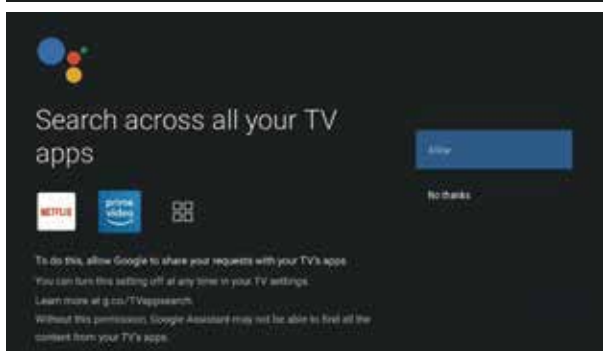 Search across all your TV
apps
NETFLIX
prime
video
To do this, allow Google to share your requests with your TV's apps.
You can turn this setting off at any time in your TV settings.
Learn more at g.co/TVappsearch.
Without this permission, Google Assistant may not be able to find all the
content from your TV's apps.
Allow
No thanks